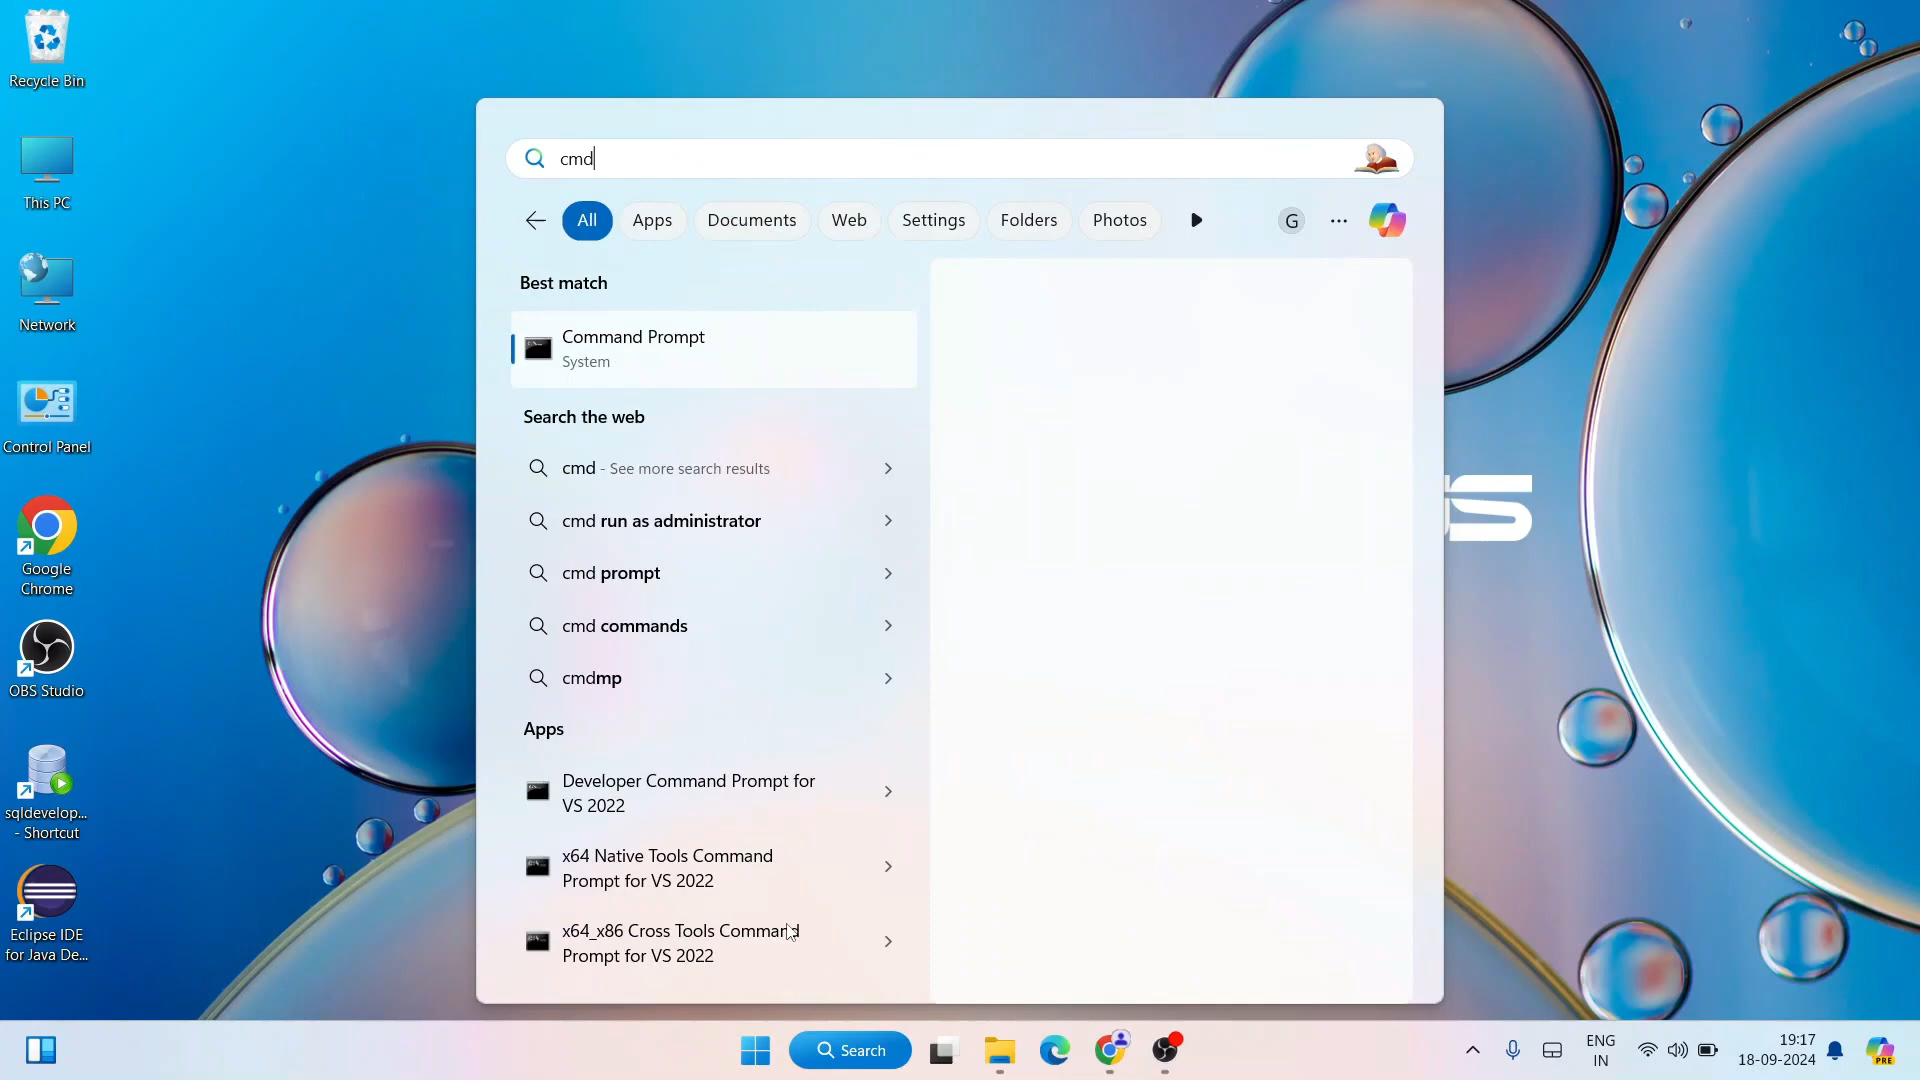 Recycle Bin
This PC
Network
Control Panel
Google
Chrome
OBS Studio
sqldevelop...
- Shortcut
Eclipse IDE
for Java De...
cmd
All
Apps
Documents
Web
Settings
Folders
Photos
G
Best match
Command Prompt
System
Search the web
cmd - See more search results
cmd run as administrator
cmd prompt
cmd commands
cmdmp
Apps
Developer Command Prompt for
VS 2022
x64 Native Tools Command
Prompt for VS 2022
x64_x86 Cross Tools Command
Prompt for VS 2022
Search
ENG
IN
19:17
18-09-2024
PRE